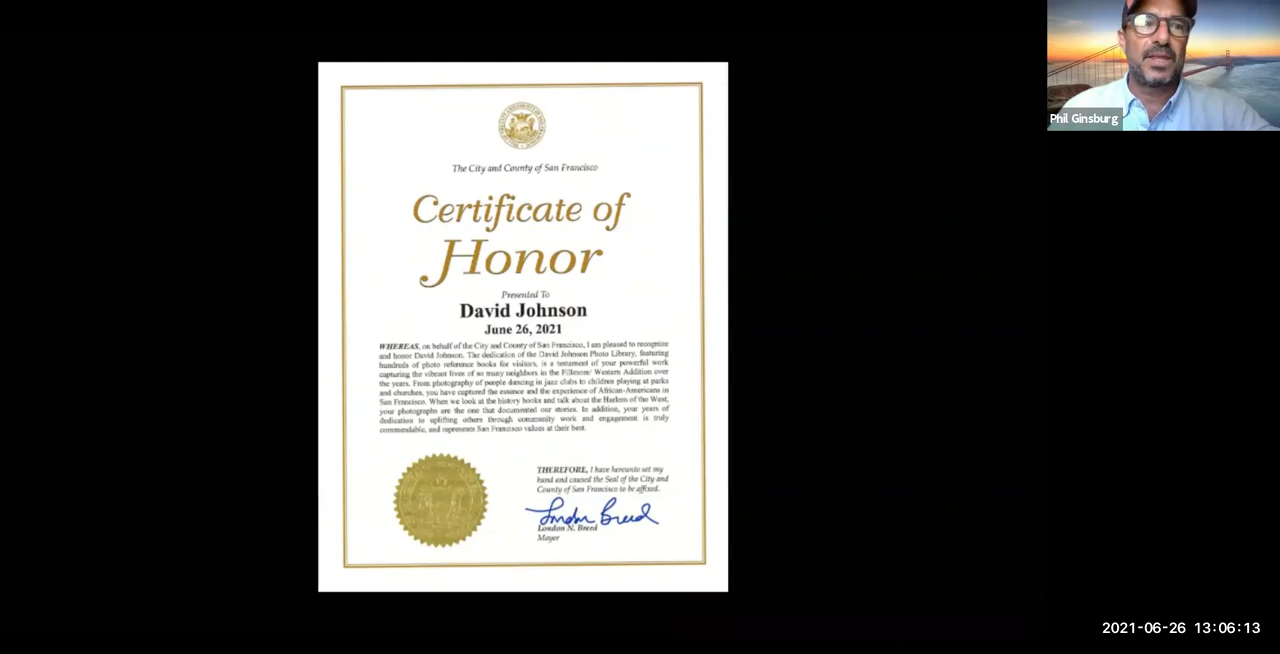 Phil Ginsburg
The City and County of San Francisco
Certificate of
Honor
Presented To
David Johnson
June 26, 2021
WHEREAS, on behalf of the City and County of San Francisco, I am pleased to recognize
and honor David Johnson. The dedication of the David Johnson Photo Library, featuring
hundreds of photo reference books for visitors, is a testament of your powerful work
capturing the vibrant lives of so many neighbors in the Fillmore/ Western Addition over
the years. From photography of people dancing in jazz clubs to children playing at parks
and churches, you have captured the essence and the experience of African-Americans in
San Francisco. When we look at the history books and talk about the Harlem of the West,
your photographs are the one that documented our stories. In addition, your years of
dedication to uplifting others through community work and engagement is truly
commendable, and represents San Francisco values at their best.
THEREFORE, I have hereunto set my
hand and caused the Seal of the City and
County of San Francisco to be affixed.
London Breed
London N. Breed
Mayor
2021-06-26 13:06:13